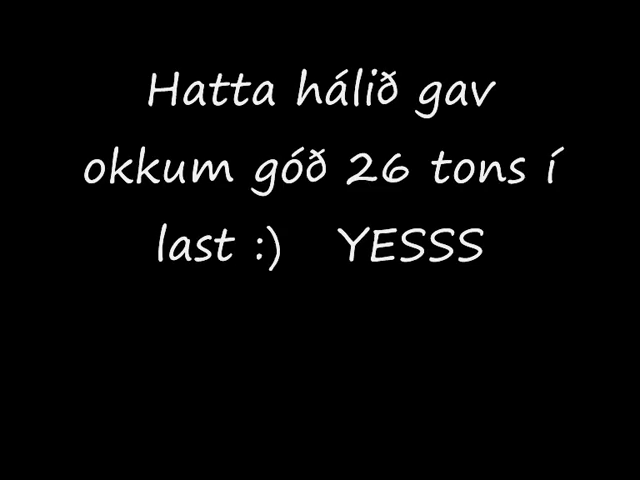 Hatta hálið gav
okkum góð 26 tons í
last :) YESSS